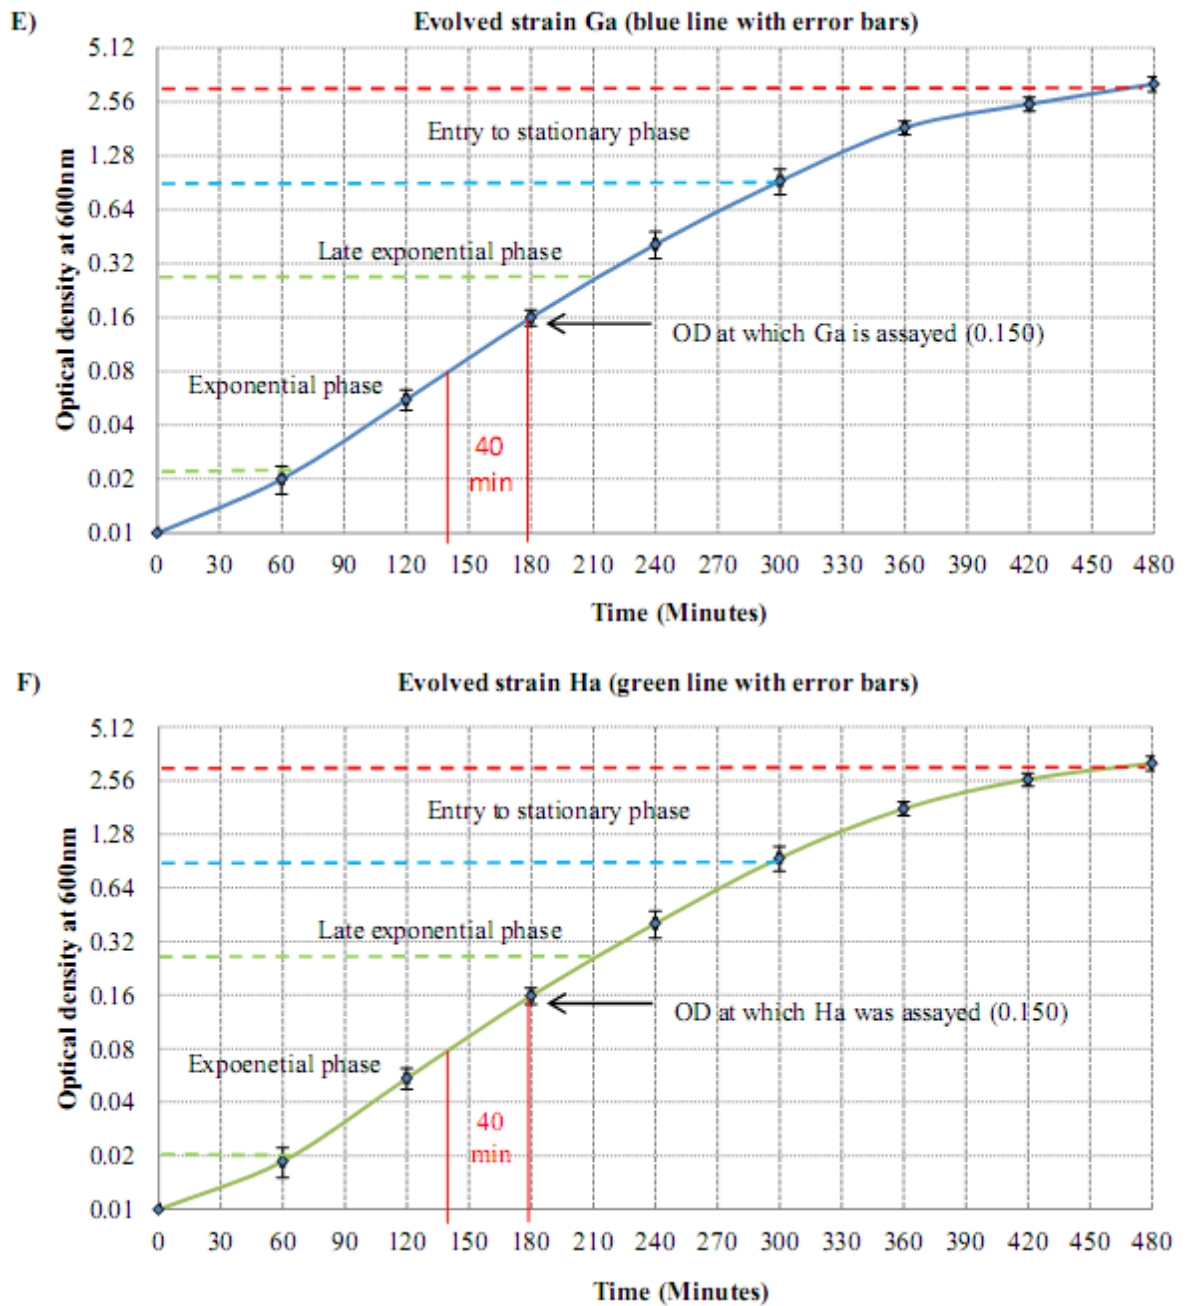 E)
Evolved strain Ga (blue line with error bars)
5.12
2.56
1.28
0.64
0.32
0.16
0.08
0.04
0.02
0.01
Optical density at 600nm
Entry to stationary phase
Late exponential phase
OD at which Ga is assayed (0.150)
Exponential phase
40
min
0 30 60 90 120 150 180 210 240 270 300 330 360 390 420 450 480
Time (Minutes)
F)
Evolved strain Ha (green line with error bars)
5.12
2.56
1.28
0.64
0.32
0.16
0.08
0.04
0.02
0.01
Optical density at 600nm
Entry to stationary phase
Late exponential phase
OD at which Ha was assayed (0.150)
Expoenetial phase
40
min
0 30 60 90 120 150 180 210 240 270 300 330 360 390 420 450 480
Time (Minutes)